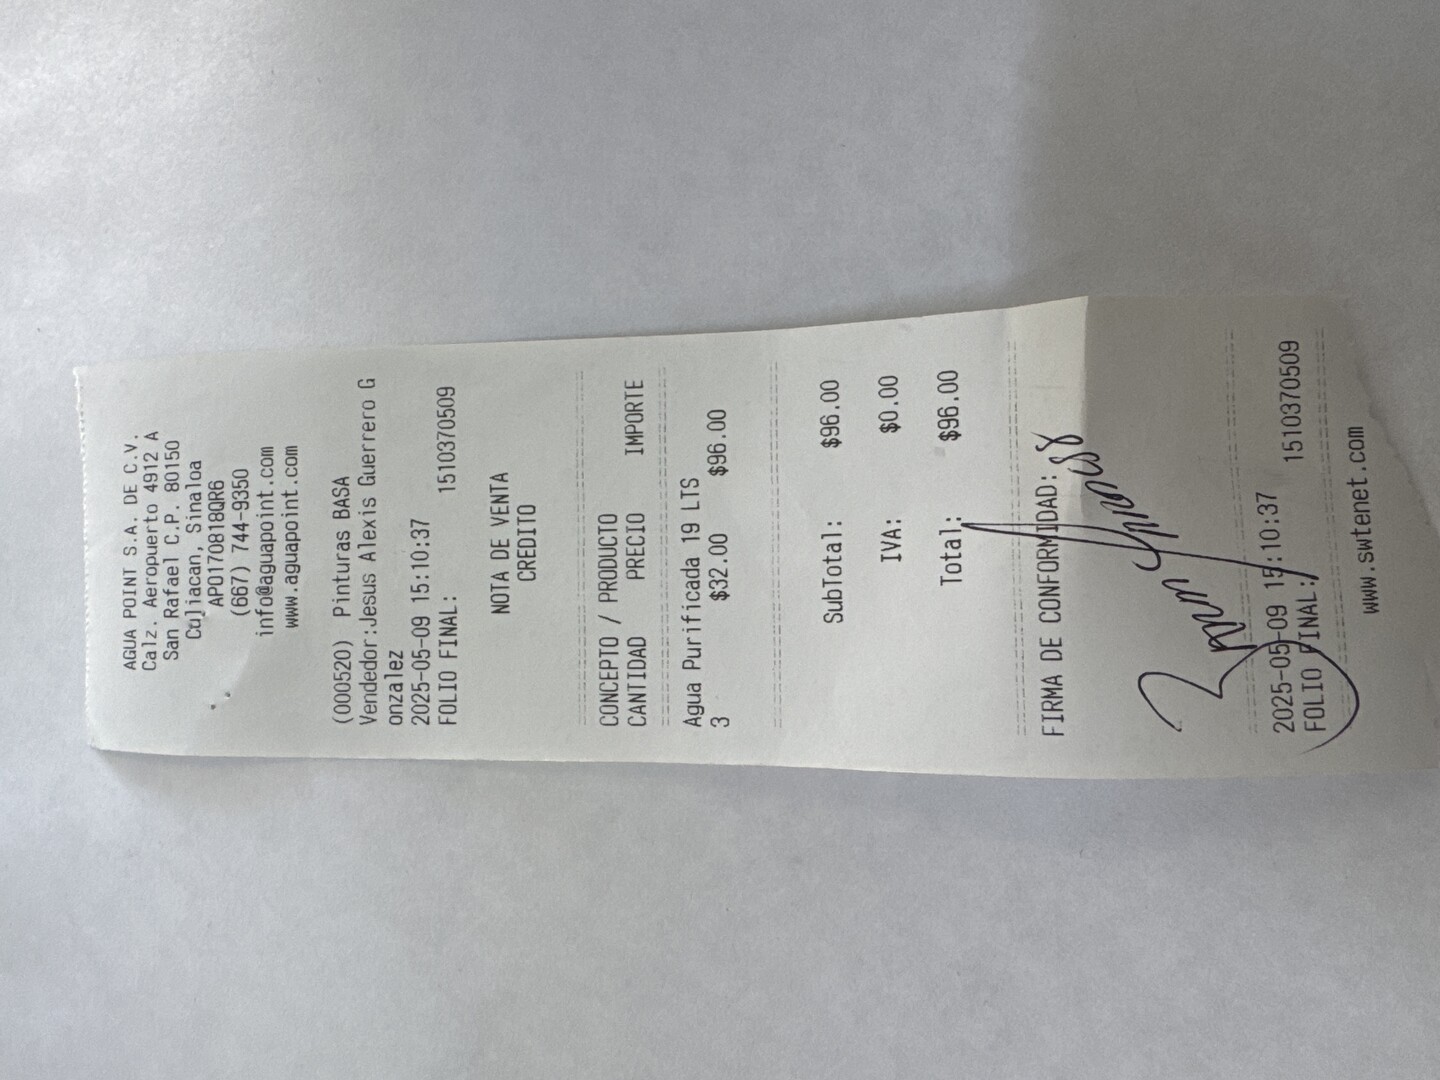 AGUA POINT S.A. DE C.V.
Calz. Aeropuerto 4912 A
San Rafael C.P. 80150
Culiacan, Sinaloa
APO170818QR6
(667) 744-9350
info@aguapoint.com
www.aguapoint.com
(000520) Pinturas BASA
Vendedor:Jesus Alexis Guerrero G
onzalez
2025-05-09 15:10:37
FOLIO FINAL: 1510370509
NOTA DE VENTA
CREDITO
CONCEPTO / PRODUCTO
CANTIDAD PRECIO IMPORTE
Agua Purificada 19 LTS
3 $32.00 $96.00
SubTotal: $96.00
IVA: $0.00
Total: $96.00
FIRMA DE CONFORMIDAD:
2025-05-09 15:10:37
FOLIO FINAL: 1510370509
www.swtenet.com